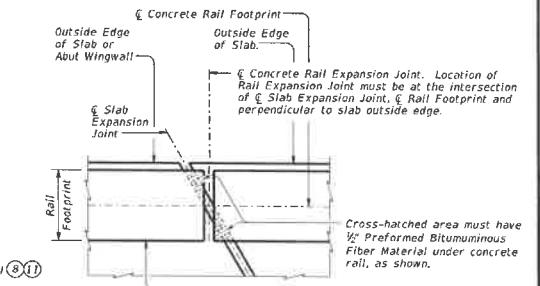 ℄ Concrete Rail Footprint
Outside Edge
of Slab or
Abut Wingwall
Outside Edge
of Slab.
℄ Concrete Rail Expansion Joint. Location of
Rail Expansion Joint must be at the intersection
of ℄ Slab Expansion Joint, ℄ Rail Footprint and
perpendicular to slab outside edge.
℄ Slab
Expansion
Joint
Rail
Footprint
Cross-hatched area must have
½" Preformed Bitumuminous
Fiber Material under concrete
rail, as shown.
8 11